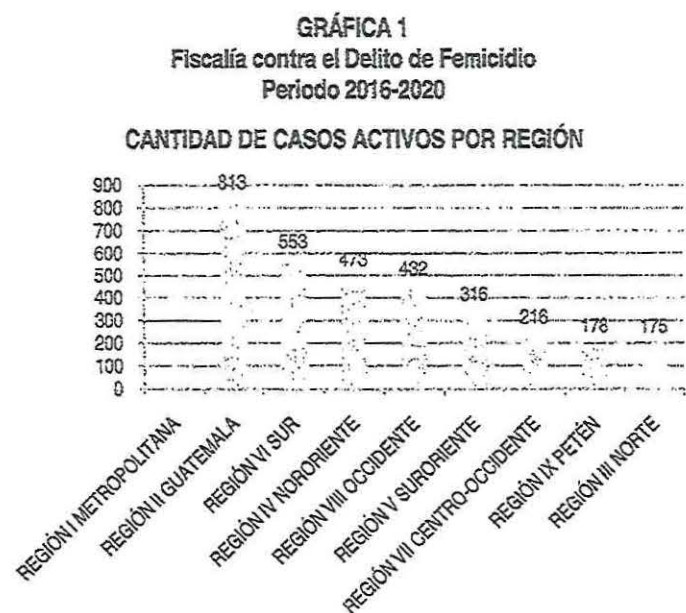 GRÁFICA 1
Fiscalía contra el Delito de Femicidio
Periodo 2016-2020
CANTIDAD DE CASOS ACTIVOS POR REGIÓN
900
800
700
600
500
400
300
200
100
0
813
553
473
432
316
216
178
175
REGIÓN I METROPOLITANA
REGIÓN II GUATEMALA
REGIÓN VI SUR
REGIÓN IV NORORIENTE
REGIÓN VIII OCCIDENTE
REGIÓN V SURORIENTE
REGIÓN VII CENTRO-OCCIDENTE
REGIÓN IX PETÉN
REGIÓN III NORTE